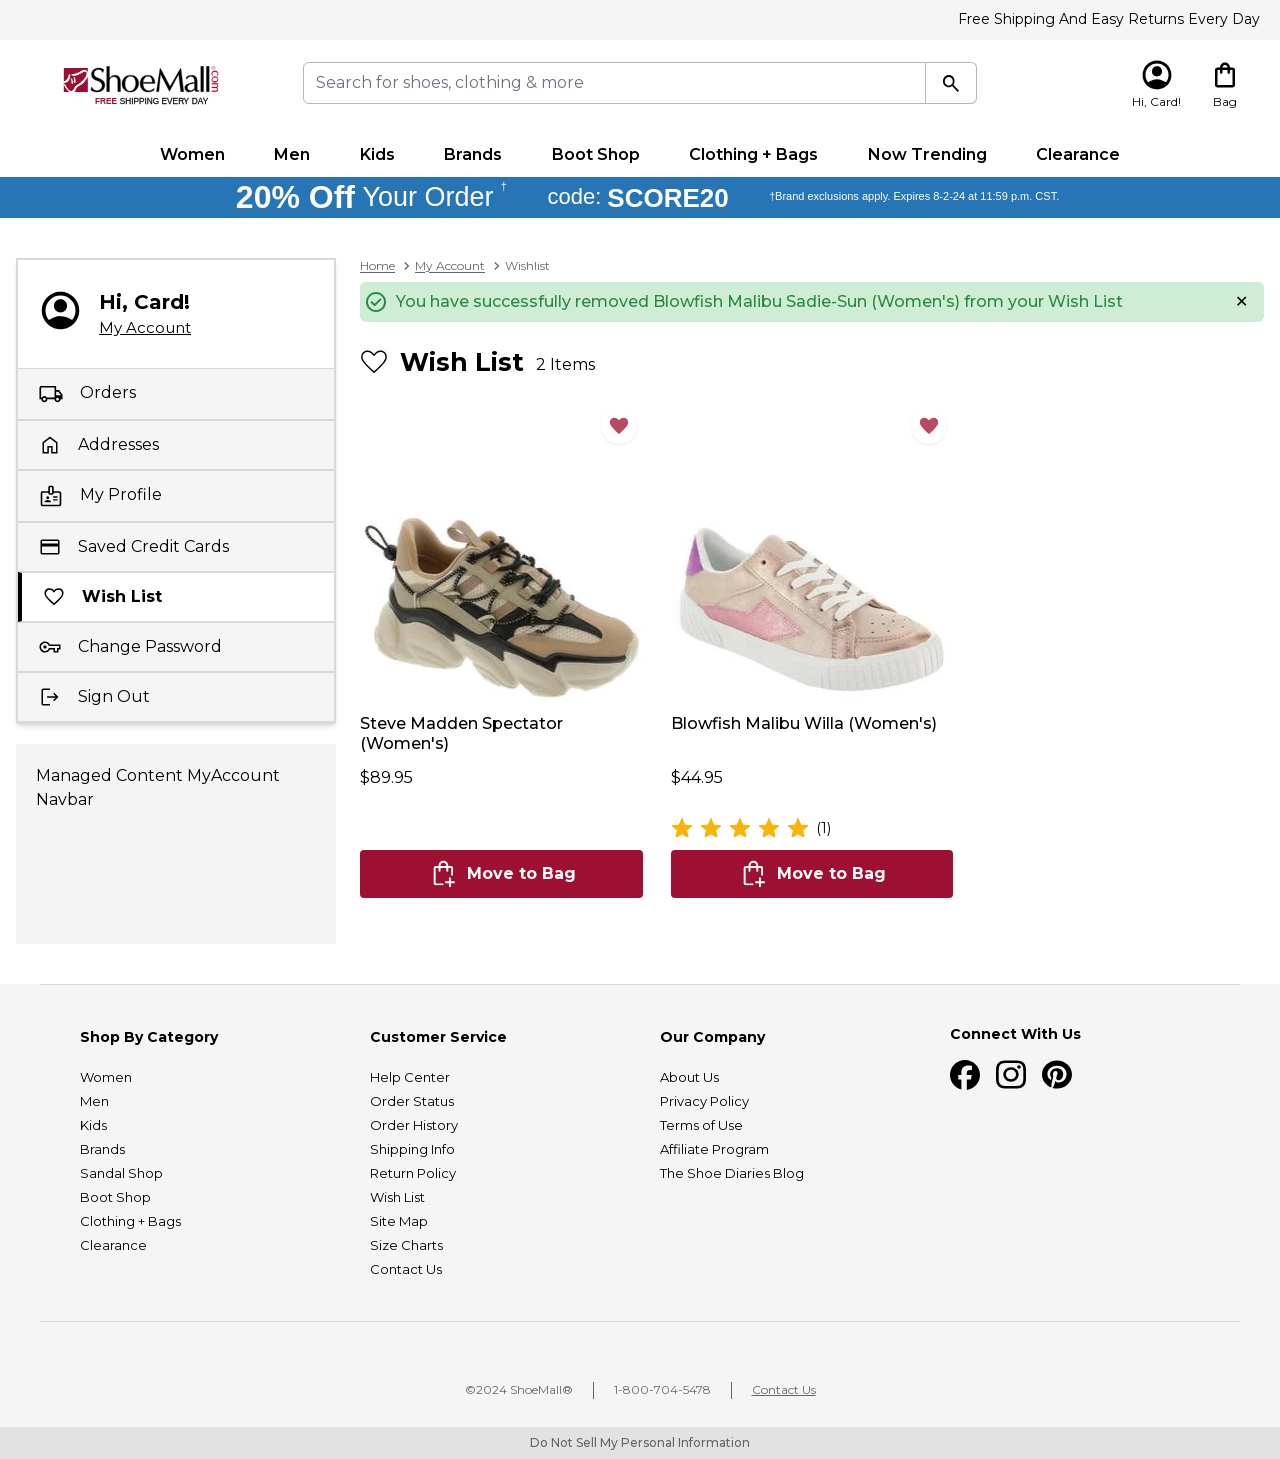 Free Shipping And Easy Returns Every Day
ShoeMall®.com
FREE SHIPPING EVERY DAY
Search for shoes, clothing & more
Hi, Card!
Bag
Women
Men
Kids
Brands
Boot Shop
Clothing + Bags
Now Trending
Clearance
20% Off Your Order † code: SCORE20 †Brand exclusions apply. Expires 8-2-24 at 11:59 p.m. CST.
Hi, Card!
My Account
Orders
Addresses
My Profile
Saved Credit Cards
Wish List
Change Password
Sign Out
Managed Content MyAccount
Navbar
Home > My Account > Wishlist
You have successfully removed Blowfish Malibu Sadie-Sun (Women's) from your Wish List
Wish List 2 Items
Steve Madden Spectator
(Women's)
$89.95
Move to Bag
Blowfish Malibu Willa (Women's)
$44.95
(1)
Move to Bag
Shop By Category
Women
Men
Kids
Brands
Sandal Shop
Boot Shop
Clothing + Bags
Clearance
Customer Service
Help Center
Order Status
Order History
Shipping Info
Return Policy
Wish List
Site Map
Size Charts
Contact Us
Our Company
About Us
Privacy Policy
Terms of Use
Affiliate Program
The Shoe Diaries Blog
Connect With Us
©2024 ShoeMall®
1-800-704-5478
Contact Us
Do Not Sell My Personal Information